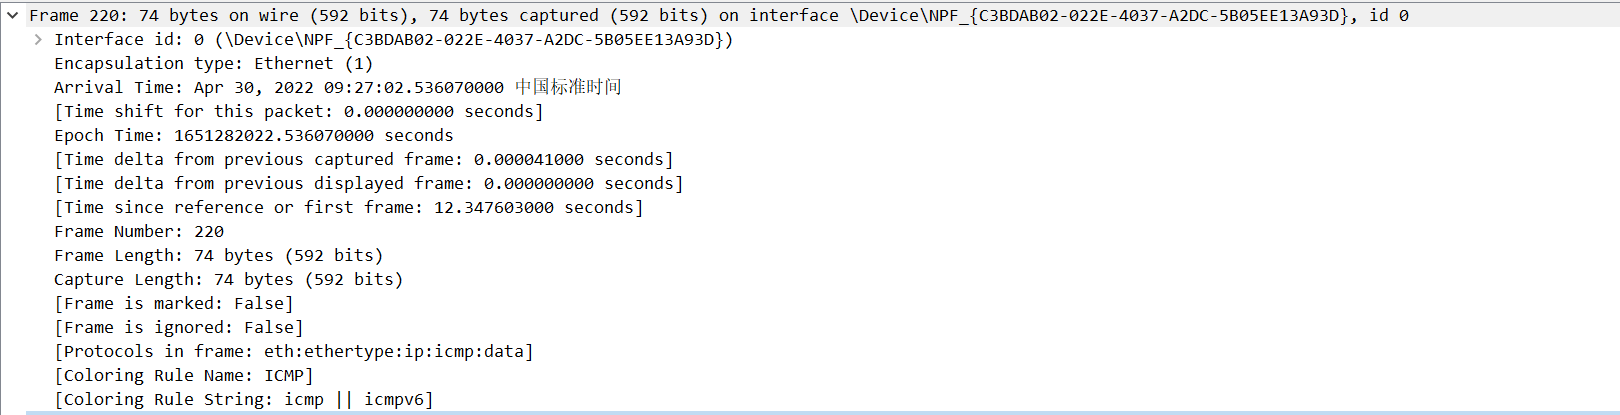 Frame 220: 74 bytes on wire (592 bits), 74 bytes captured (592 bits) on interface \Device\NPF_{C3BDAB02-022E-4037-A2DC-5B05EE13A93D}, id 0
Interface id: 0 (\Device\NPF_{C3BDAB02-022E-4037-A2DC-5B05EE13A93D})
Encapsulation type: Ethernet (1)
Arrival Time: Apr 30, 2022 09:27:02.536070000 中国标准时间
[Time shift for this packet: 0.000000000 seconds]
Epoch Time: 1651282022.536070000 seconds
[Time delta from previous captured frame: 0.000041000 seconds]
[Time delta from previous displayed frame: 0.000000000 seconds]
[Time since reference or first frame: 12.347603000 seconds]
Frame Number: 220
Frame Length: 74 bytes (592 bits)
Capture Length: 74 bytes (592 bits)
[Frame is marked: False]
[Frame is ignored: False]
[Protocols in frame: eth:ethertype:ip:icmp:data]
[Coloring Rule Name: ICMP]
[Coloring Rule String: icmp || icmpv6]